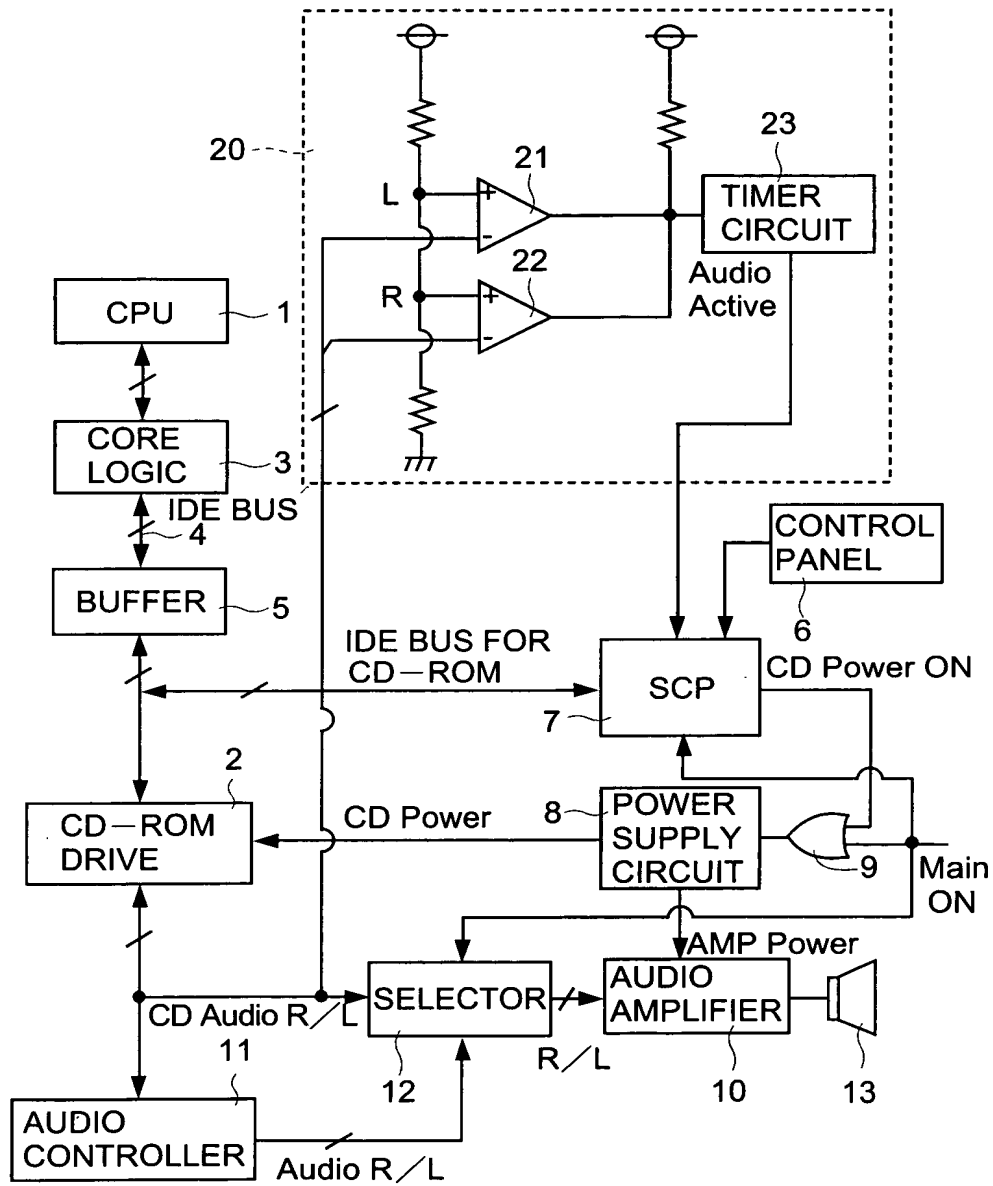 20
L
+
-
21
R
+
-
22
23
TIMER
CIRCUIT
Audio
Active
CPU
1
CORE
LOGIC
3
IDE BUS
4
BUFFER
5
CONTROL
PANEL
6
IDE BUS FOR
CD-ROM
SCP
7
CD Power ON
2
CD-ROM
DRIVE
CD Power
8
POWER
SUPPLY
CIRCUIT
9
Main
ON
AMP Power
CD Audio R/L
SELECTOR
12
R/L
AUDIO
AMPLIFIER
10
13
11
AUDIO
CONTROLLER
Audio R/L